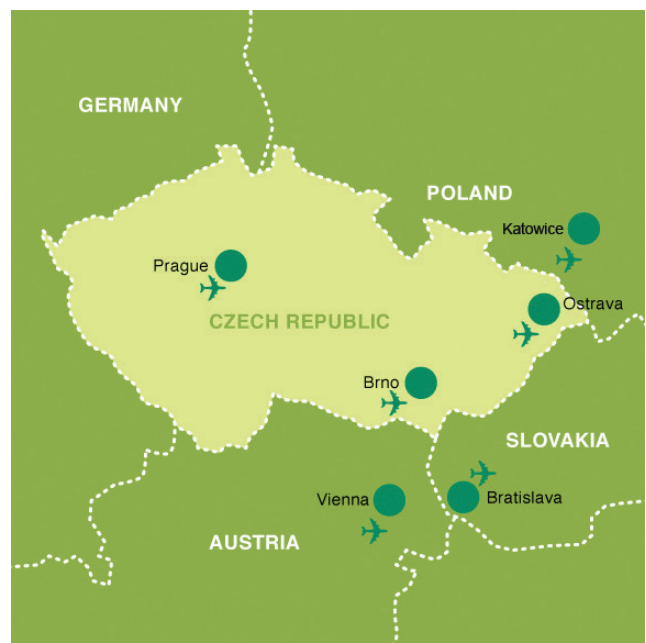 GERMANY
POLAND
Katowice
Prague
Ostrava
CZECH REPUBLIC
Brno
SLOVAKIA
Vienna
Bratislava
AUSTRIA